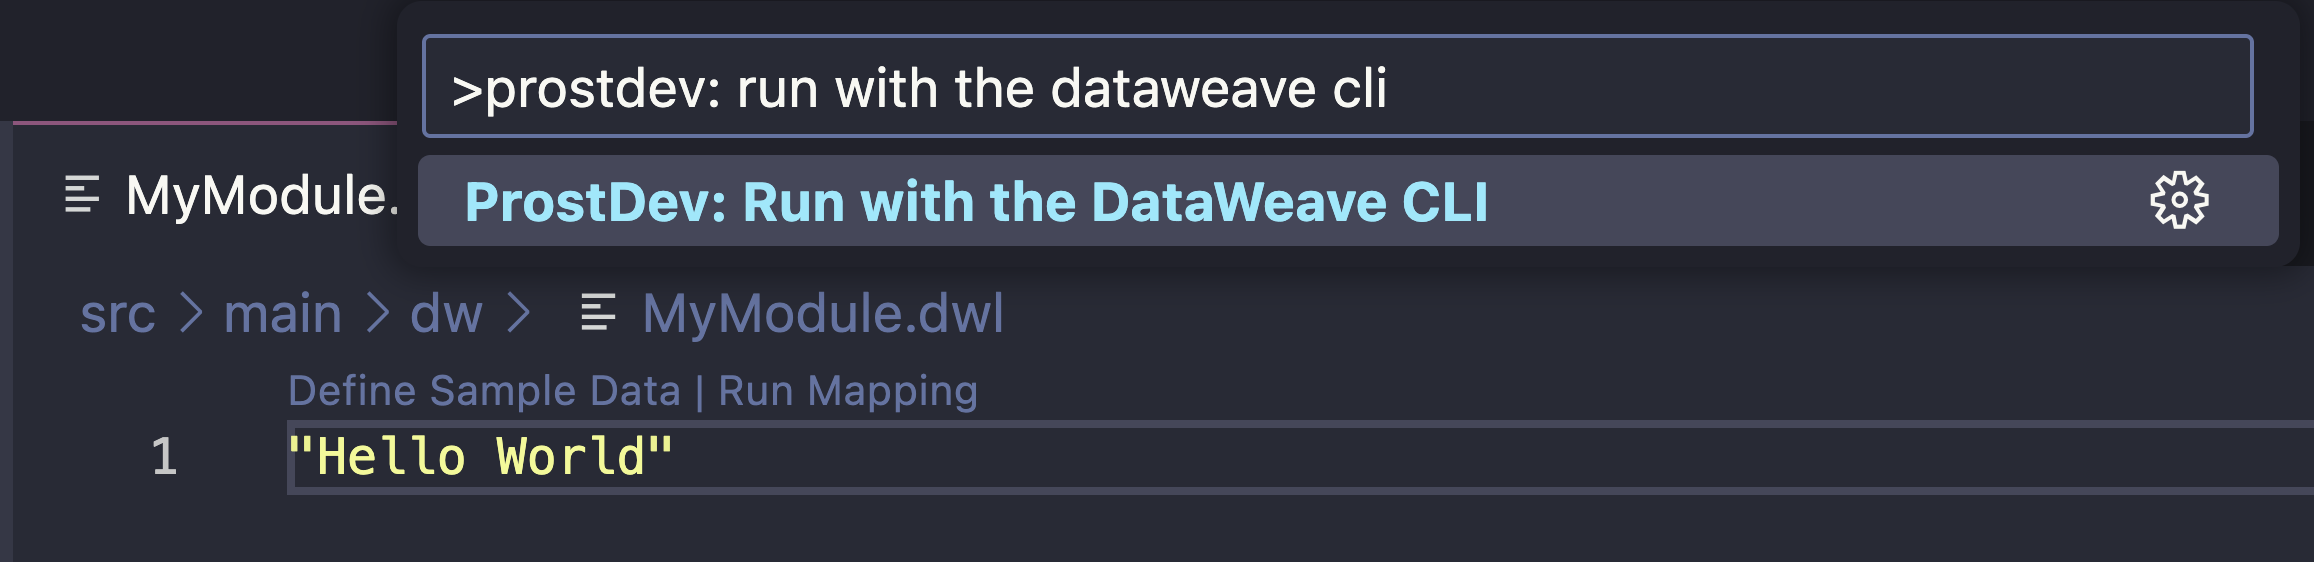 >prostdev: run with the dataweave cli
ProstDev: Run with the DataWeave CLI
MyModule.
src > main > dw > MyModule.dwl
Define Sample Data | Run Mapping
1 "Hello World"